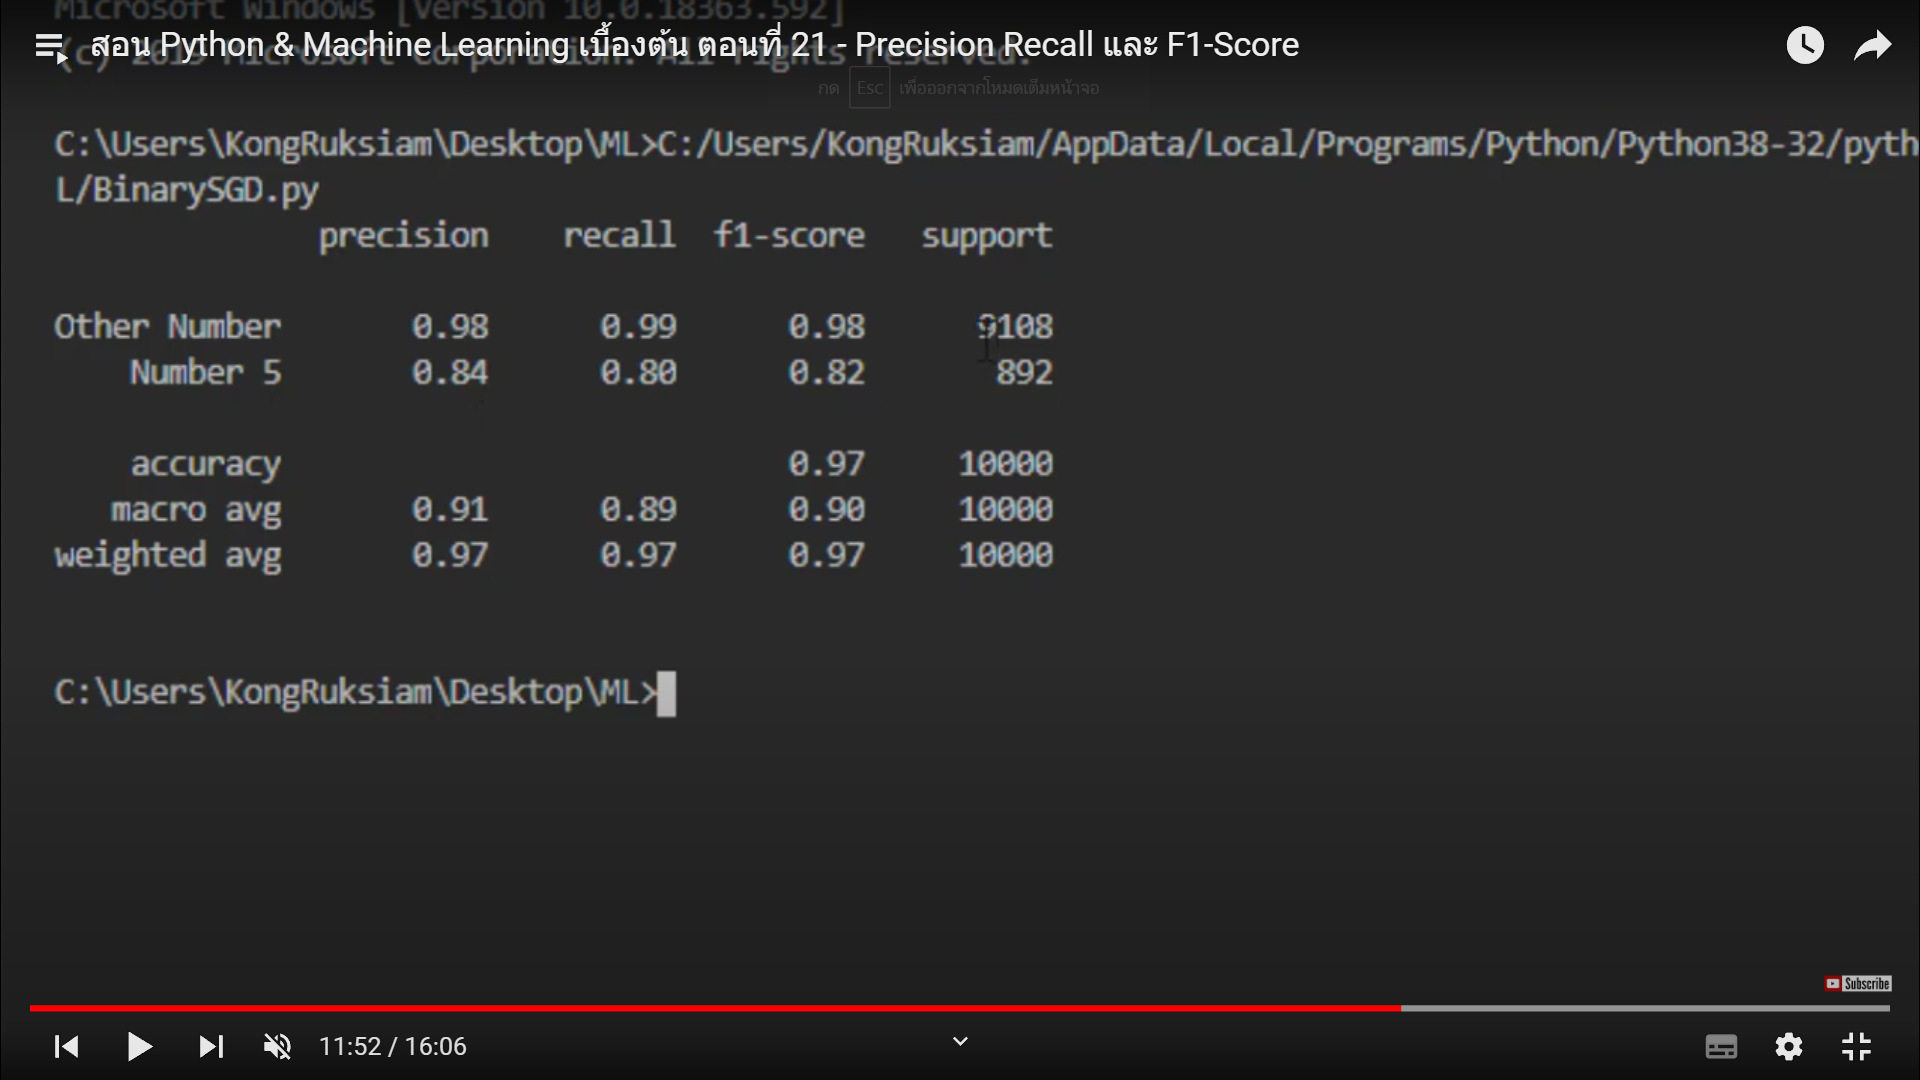 Microsoft Windows [Version 10.0.18363.592]
สอน Python & Machine Learning เบื้องต้น ตอนที่ 21 - Precision Recall และ F1-Score
(c) 2019 Microsoft Corporation. All rights reserved.
กด Esc เพื่อออกจากโหมดเต็มหน้าจอ
C:\Users\KongRuksiam\Desktop\ML>C:/Users/KongRuksiam/AppData/Local/Programs/Python/Python38-32/pyth
L/BinarySGD.py
precision recall f1-score support
Other Number 0.98 0.99 0.98 9108
Number 5 0.84 0.80 0.82 892
accuracy 0.97 10000
macro avg 0.91 0.89 0.90 10000
weighted avg 0.97 0.97 0.97 10000
C:\Users\KongRuksiam\Desktop\ML>
Subscribe
11:52 / 16:06